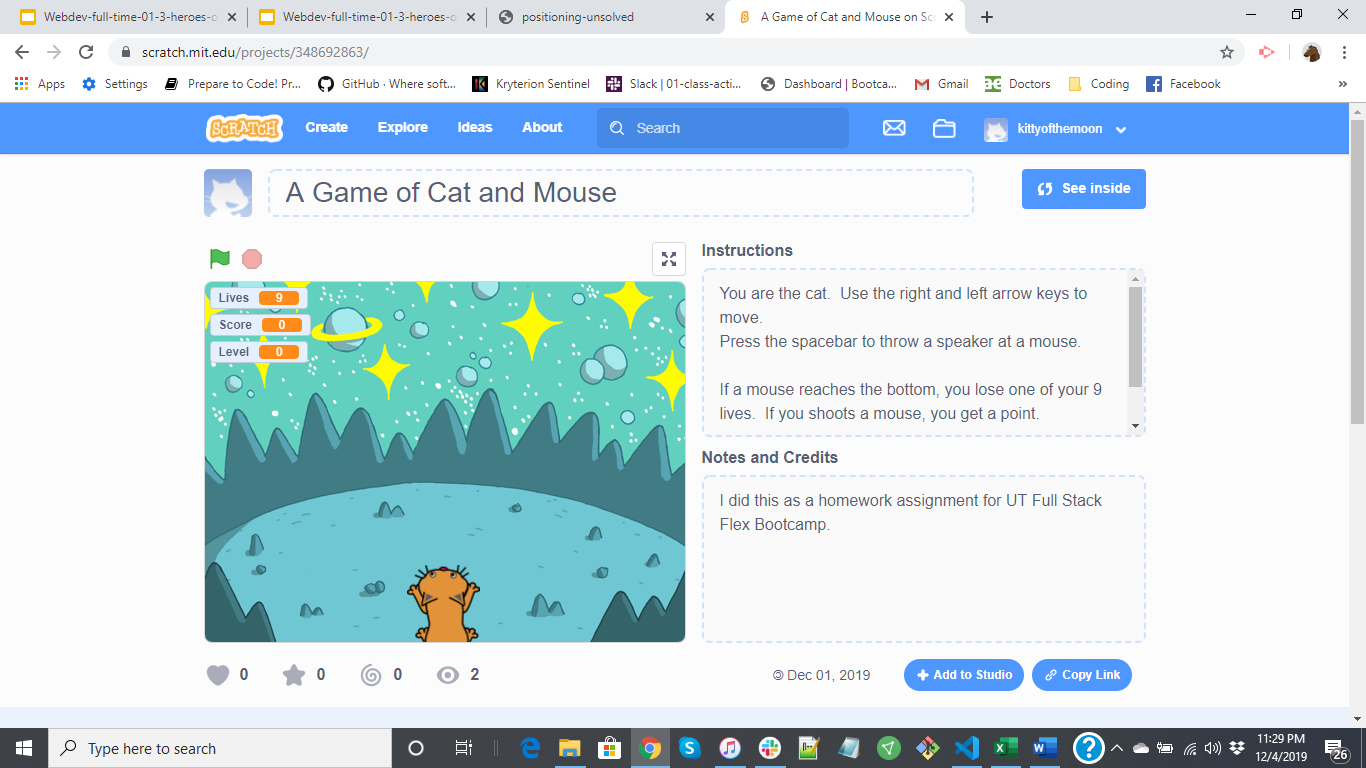 Webdev-full-time-01-3-heroes-o
Webdev-full-time-01-3-heroes-o
positioning-unsolved
A Game of Cat and Mouse on Scr
scratch.mit.edu/projects/348692863/
Apps
Settings
Prepare to Code! Pr...
GitHub · Where soft...
Kryterion Sentinel
Slack | 01-class-acti...
Dashboard | Bootca...
Gmail
Doctors
Coding
Facebook
»
SCRATCH
Create
Explore
Ideas
About
Search
kittyofthemoon
A Game of Cat and Mouse
See inside
Lives 9
Score 0
Level 0
Instructions
You are the cat.  Use the right and left arrow keys to
move.
Press the spacebar to throw a speaker at a mouse.
If a mouse reaches the bottom, you lose one of your 9
lives.  If you shoots a mouse, you get a point.
Notes and Credits
I did this as a homework assignment for UT Full Stack
Flex Bootcamp.
0
0
0
2
Dec 01, 2019
Add to Studio
Copy Link
Type here to search
11:29 PM
12/4/2019
26